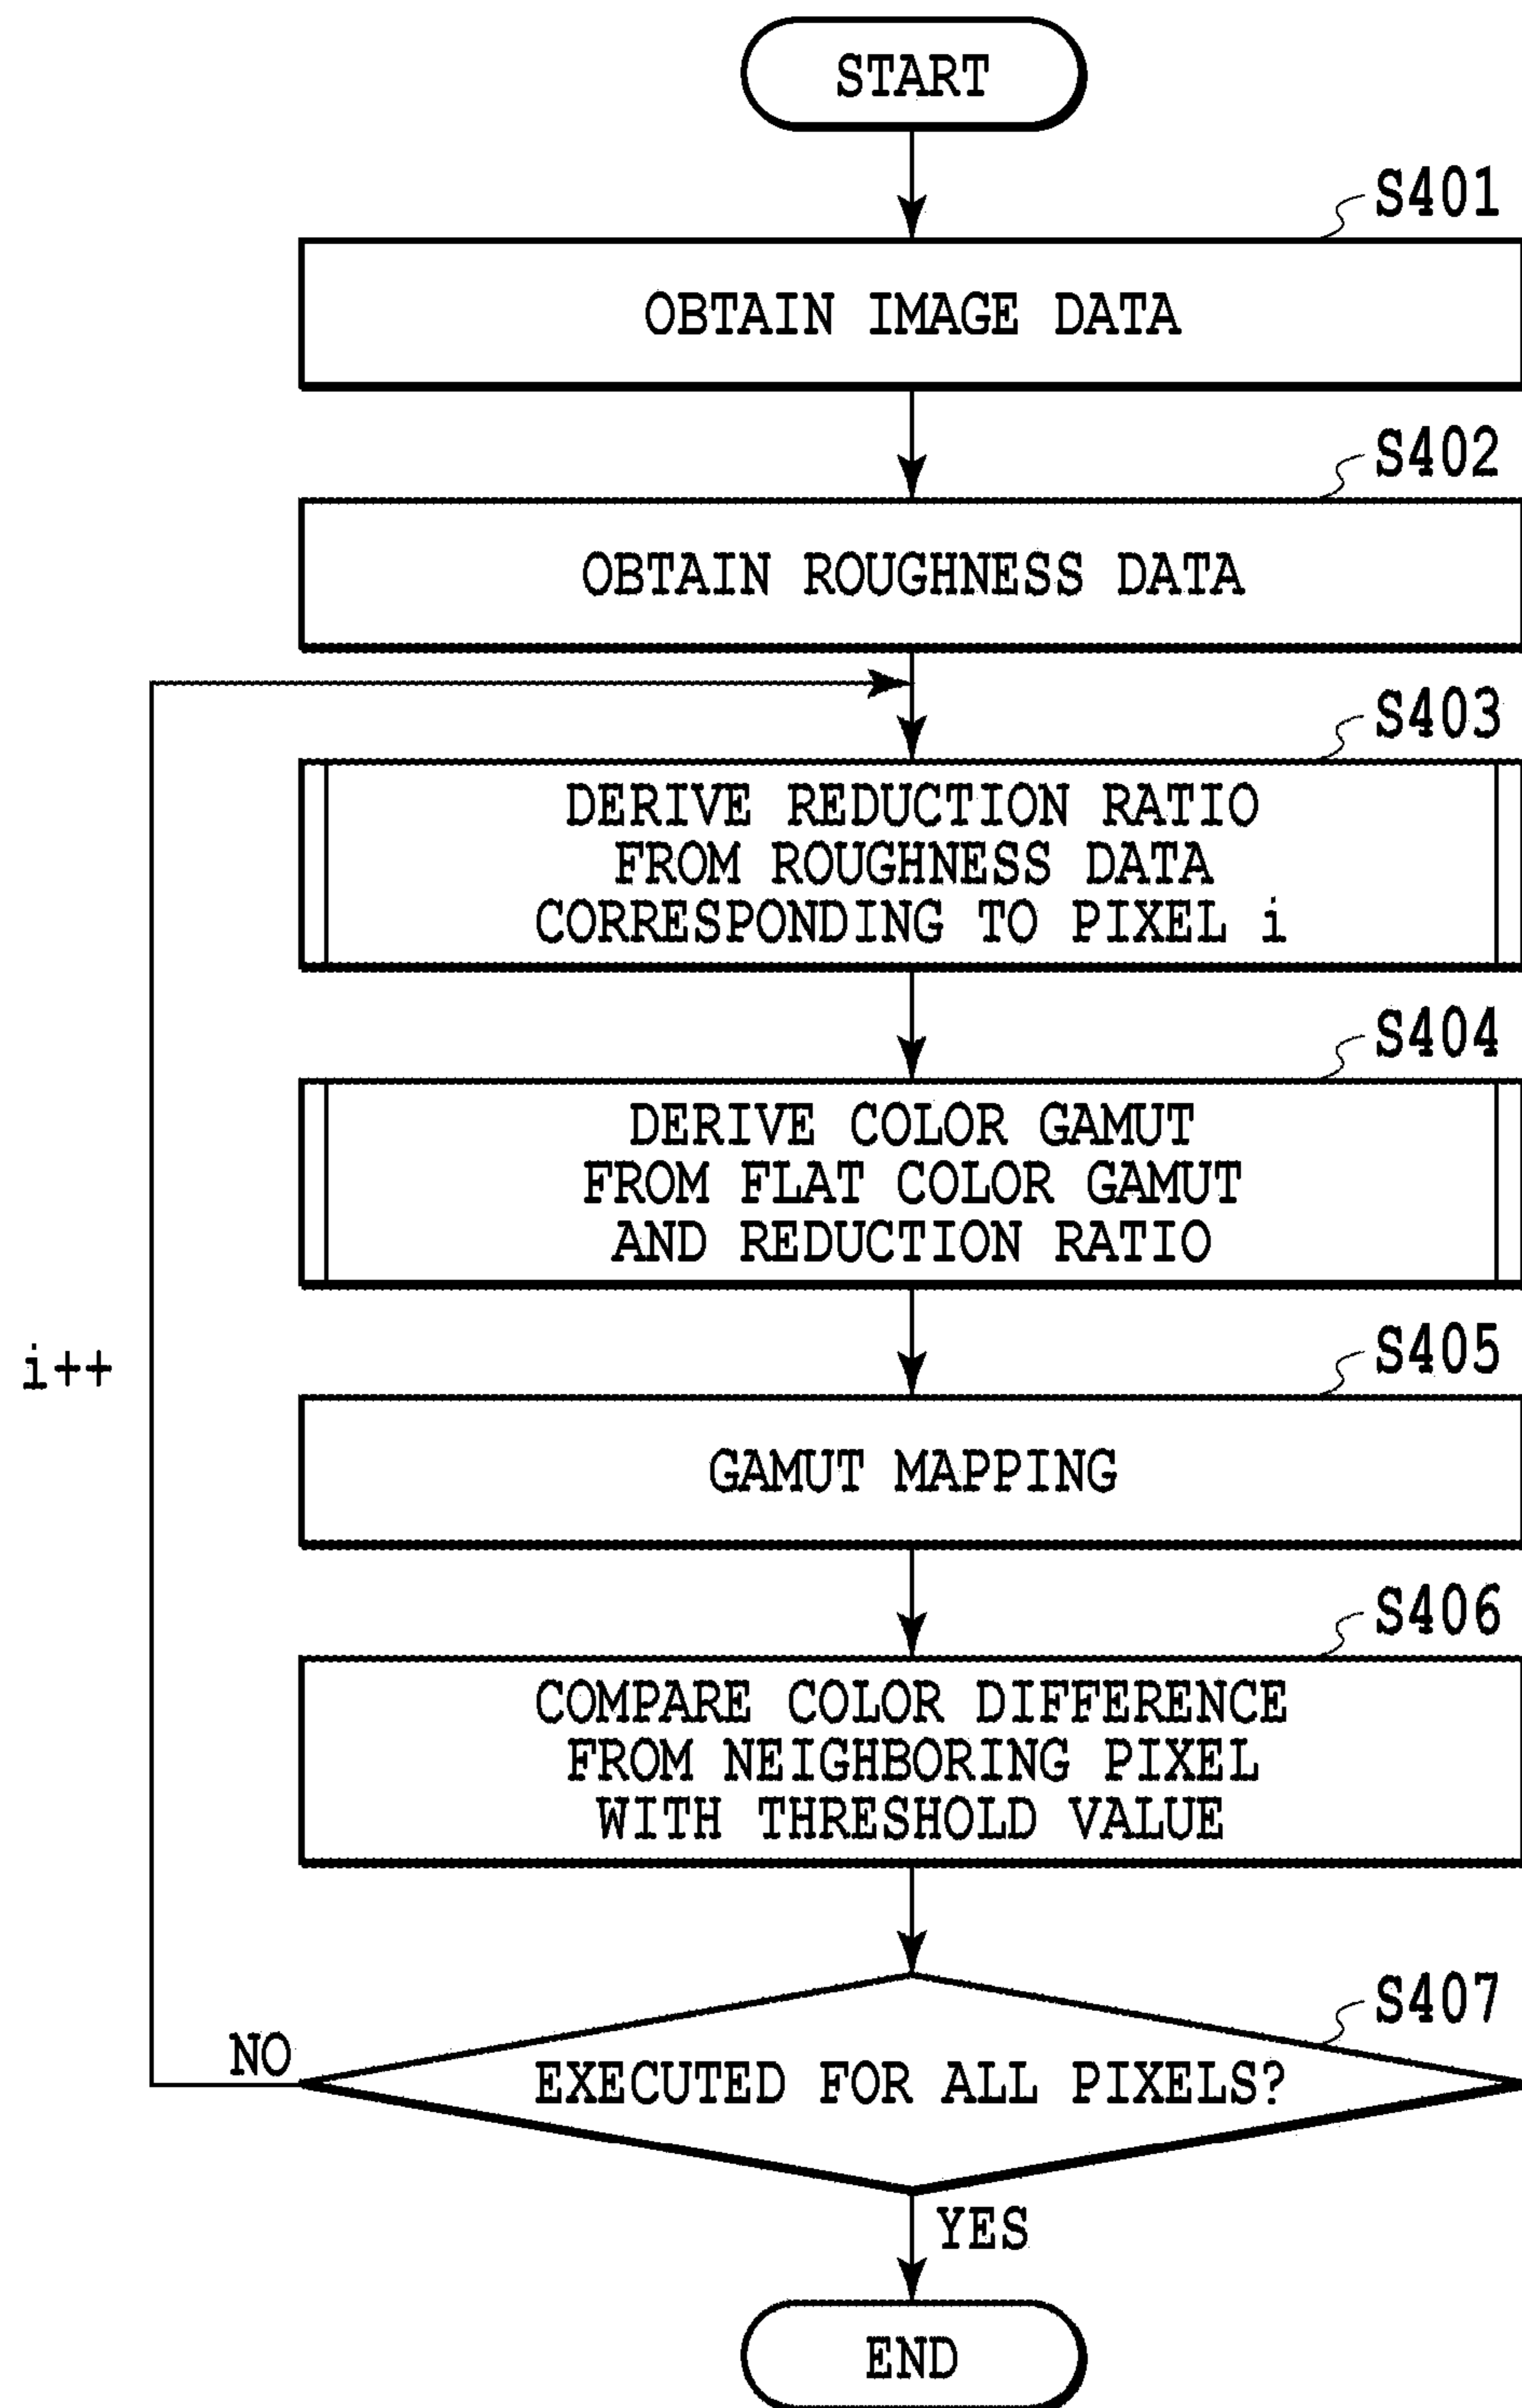 START
S401
OBTAIN IMAGE DATA
S402
OBTAIN ROUGHNESS DATA
S403
DERIVE REDUCTION RATIO
FROM ROUGHNESS DATA
CORRESPONDING TO PIXEL i
S404
DERIVE COLOR GAMUT
FROM FLAT COLOR GAMUT
AND REDUCTION RATIO
i++
S405
GAMUT MAPPING
S406
COMPARE COLOR DIFFERENCE
FROM NEIGHBORING PIXEL
WITH THRESHOLD VALUE
S407
NO
EXECUTED FOR ALL PIXELS?
YES
END